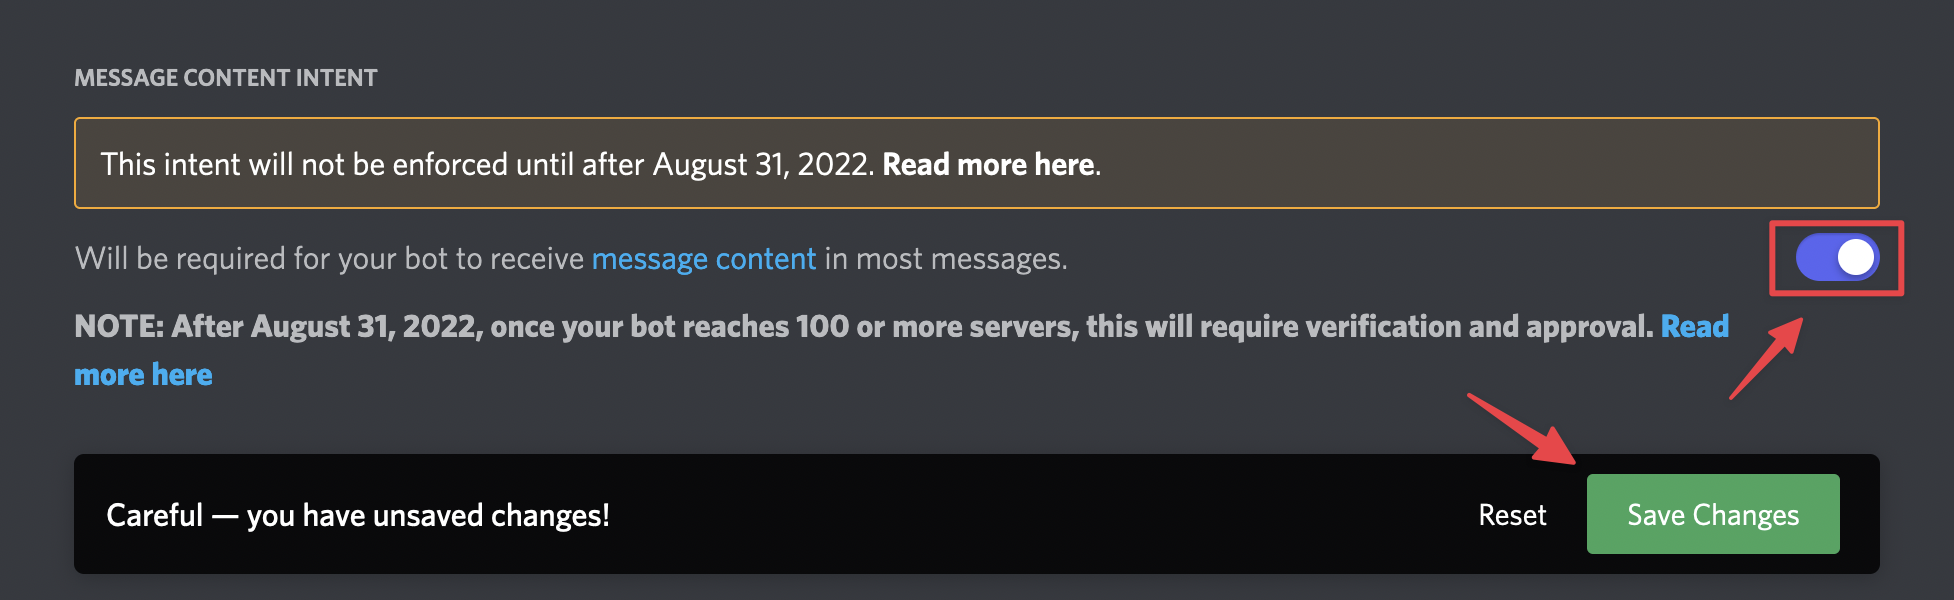 MESSAGE CONTENT INTENT
This intent will not be enforced until after August 31, 2022. Read more here.
Will be required for your bot to receive message content in most messages.
NOTE: After August 31, 2022, once your bot reaches 100 or more servers, this will require verification and approval. Read
more here
Careful — you have unsaved changes!
Reset
Save Changes